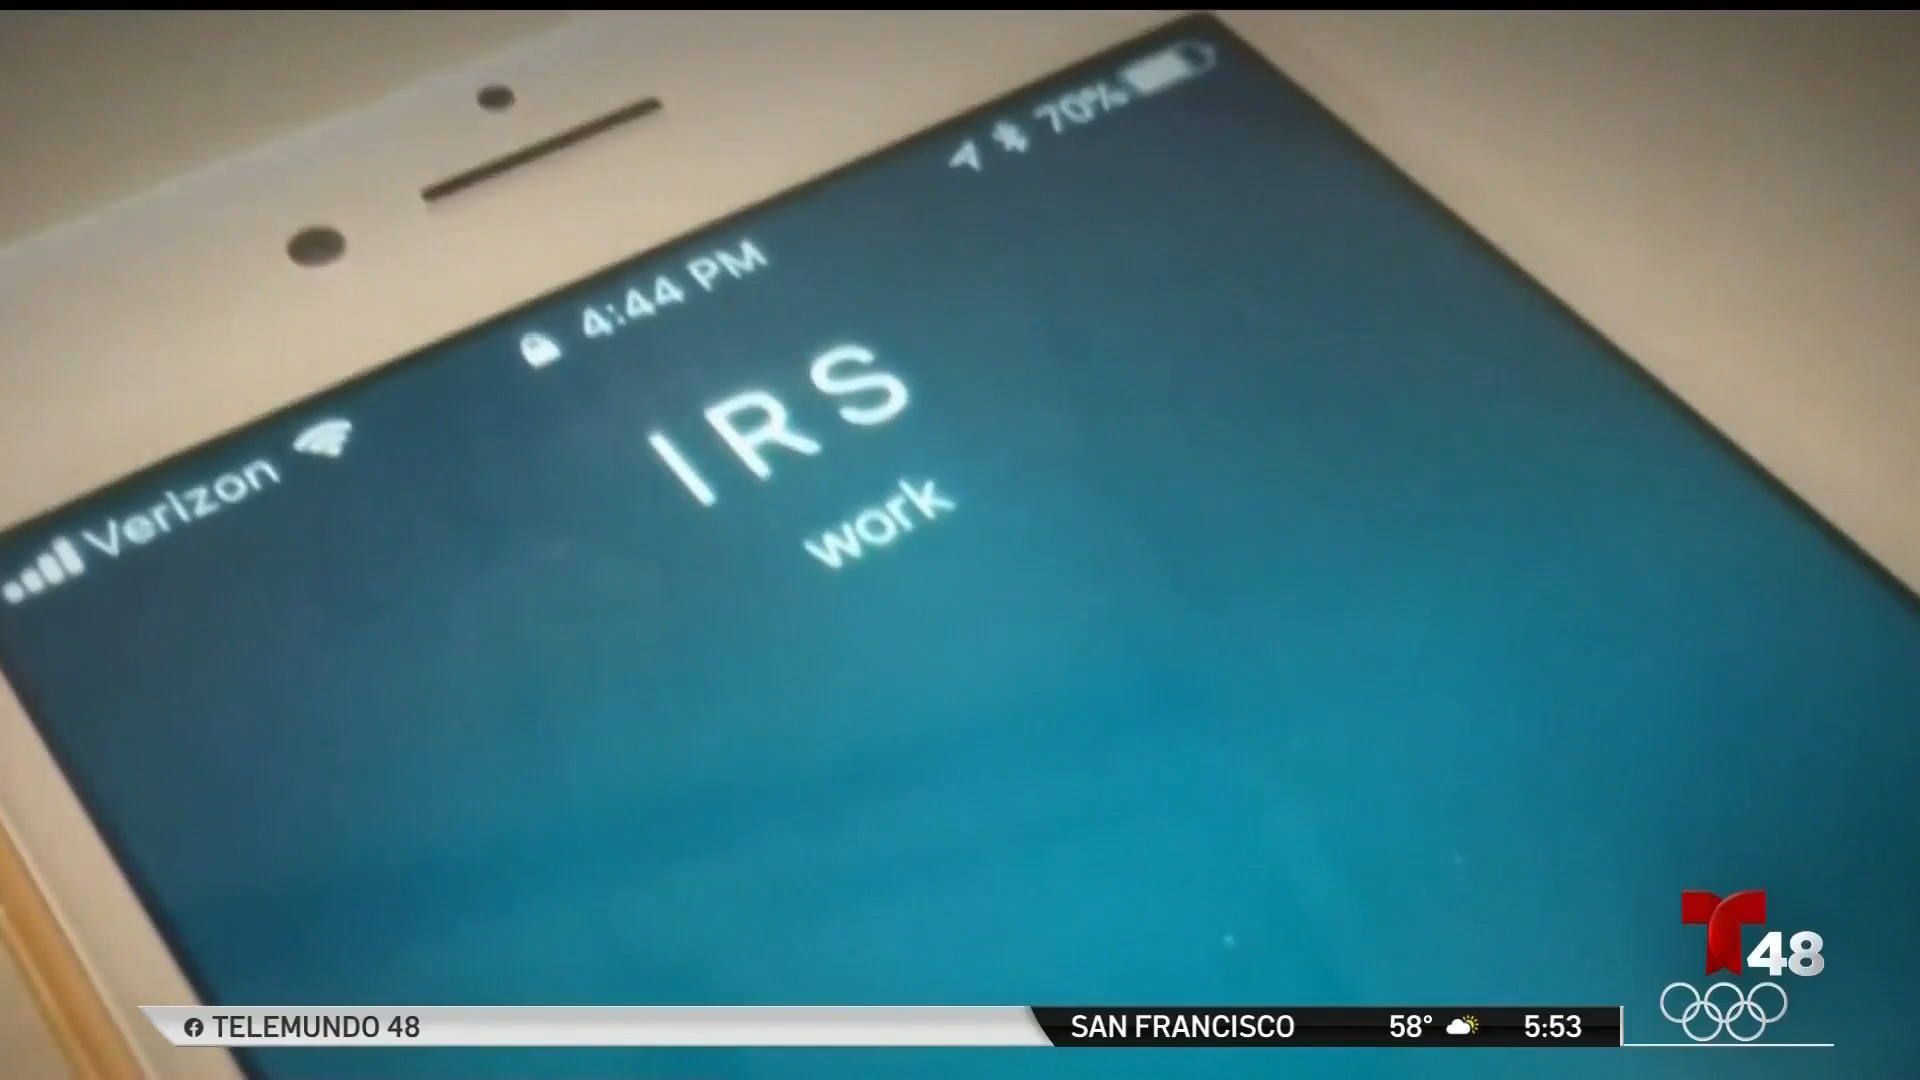 Verizon
4:44 PM
70%
IRS
work
48
TELEMUNDO 48
SAN FRANCISCO 58° 5:53